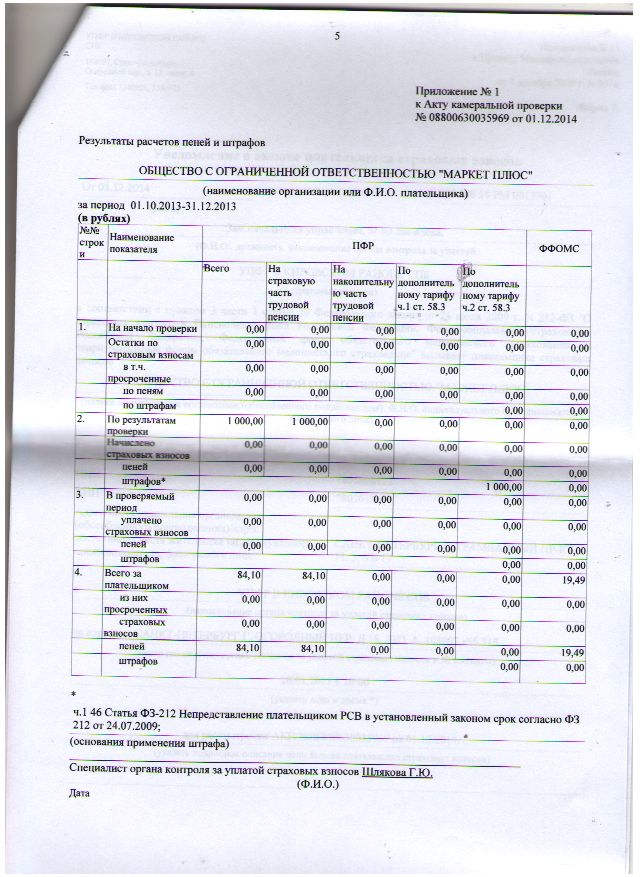 5
Приложение № 1
к Акту камеральной проверки
№ 08800630035969 от 01.12.2014
Результаты расчетов пеней и штрафов
ОБЩЕСТВО С ОГРАНИЧЕННОЙ ОТВЕТСТВЕННОСТЬЮ "МАРКЕТ ПЛЮС"
(наименование организации или Ф.И.О. плательщика)
за период 01.10.2013-31.12.2013
(в рублях)
№№ строк и Наименование показателя ПФР ФФОМС
Всего На страховую часть трудовой пенсии На накопительну ю часть трудовой пенсии По дополнитель ному тарифу ч.1 ст. 58.3 По дополнитель ному тарифу ч.2 ст. 58.3
1. На начало проверки 0,00 0,00 0,00 0,00 0,00 0,00
Остатки по страховым взносам 0,00 0,00 0,00 0,00 0,00 0,00
в т.ч. просроченные 0,00 0,00 0,00 0,00 0,00 0,00
по пеням 0,00 0,00 0,00 0,00 0,00 0,00
по штрафам 0,00 0,00
2. По результатам проверки 1 000,00 1 000,00 0,00 0,00 0,00 0,00
Начислено страховых взносов 0,00 0,00 0,00 0,00 0,00 0,00
пеней 0,00 0,00 0,00 0,00 0,00 0,00
штрафов* 1 000,00 0,00
3. В проверяемый период 0,00 0,00 0,00 0,00 0,00 0,00
уплачено страховых взносов 0,00 0,00 0,00 0,00 0,00 0,00
пеней 0,00 0,00 0,00 0,00 0,00 0,00
штрафов 0,00 0,00
4. Всего за плательщиком 84,10 84,10 0,00 0,00 0,00 19,49
из них просроченных 0,00 0,00 0,00 0,00 0,00 0,00
страховых взносов 0,00 0,00 0,00 0,00 0,00 0,00
пеней 84,10 84,10 0,00 0,00 0,00 19,49
штрафов 0,00 0,00
*
ч.1 46 Статья ФЗ-212 Непредставление плательщиком РСВ в установленный законом срок согласно ФЗ
212 от 24.07.2009;
(основания применения штрафа)
Специалист органа контроля за уплатой страховых взносов Шлякова Г.Ю.
(Ф.И.О.)
Дата